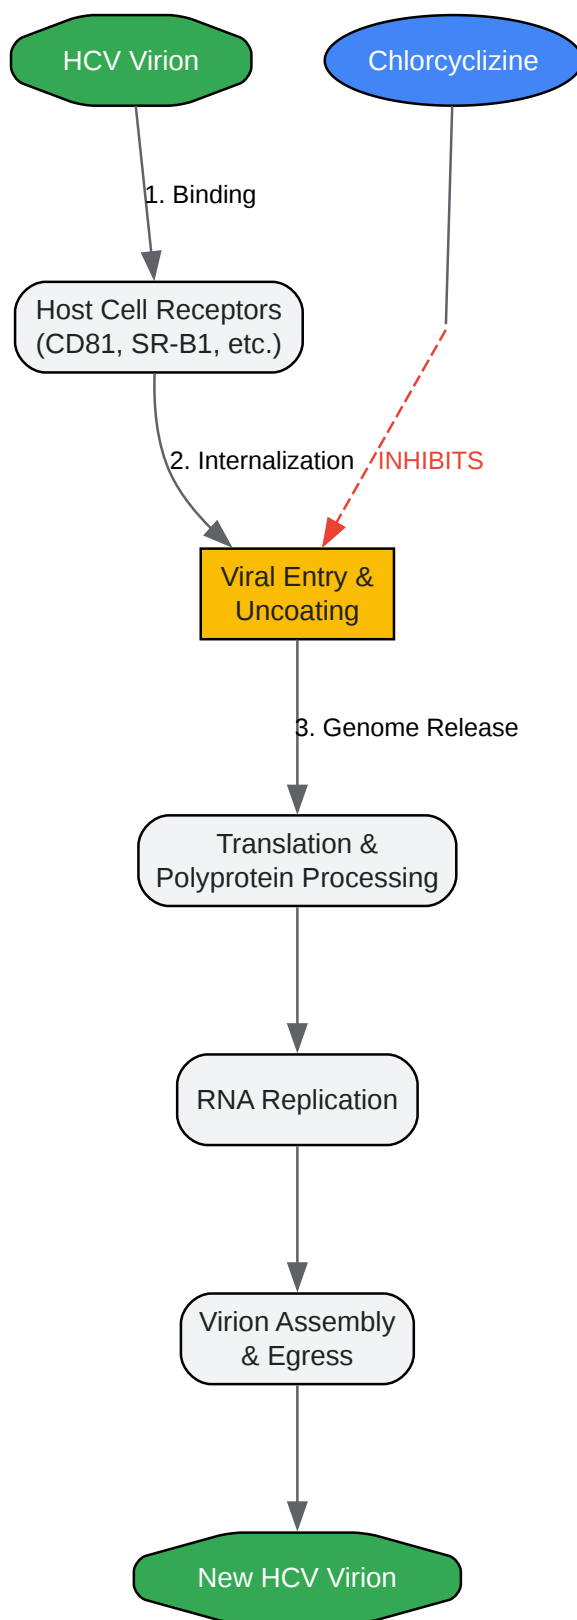 HCV Virion
Chlorcyclizine
1. Binding
Host Cell Receptors
(CD81, SR-B1, etc.)
2. Internalization
INHIBITS
Viral Entry &
Uncoating
3. Genome Release
Translation &
Polyprotein Processing
RNA Replication
Virion Assembly
& Egress
New HCV Virion